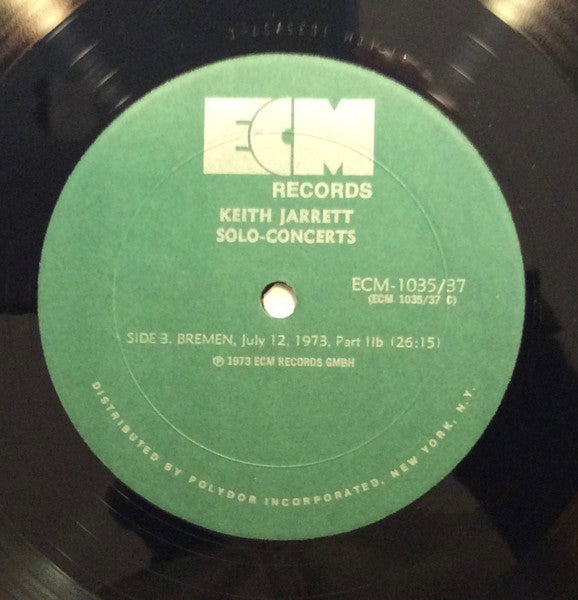 ECM
RECORDS
KEITH JARRETT
SOLO-CONCERTS
ECM-1035/37
(ECM 1035/37 C)
SIDE 3. BREMEN, July 12, 1973, Part IIb (26:15)
℗ 1973 ECM RECORDS GMBH
DISTRIBUTED BY POLYDOR INCORPORATED, NEW YORK, N.Y.